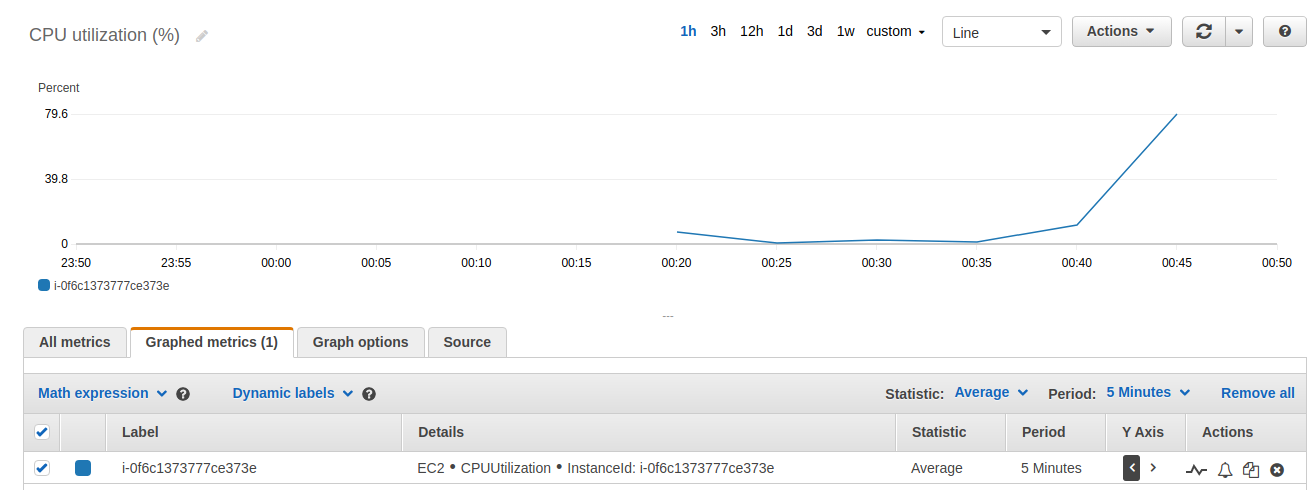 CPU utilization (%) 1h 3h 12h 1d 3d 1w custom Line Actions
Percent
79.6
39.8
0
23:50 23:55 00:00 00:05 00:10 00:15 00:20 00:25 00:30 00:35 00:40 00:45 00:50
i-0f6c1373777ce373e
---
All metrics Graphed metrics (1) Graph options Source
Math expression ? Dynamic labels ? Statistic: Average Period: 5 Minutes Remove all
Label Details Statistic Period Y Axis Actions
i-0f6c1373777ce373e EC2 • CPUUtilization • InstanceId: i-0f6c1373777ce373e Average 5 Minutes < >